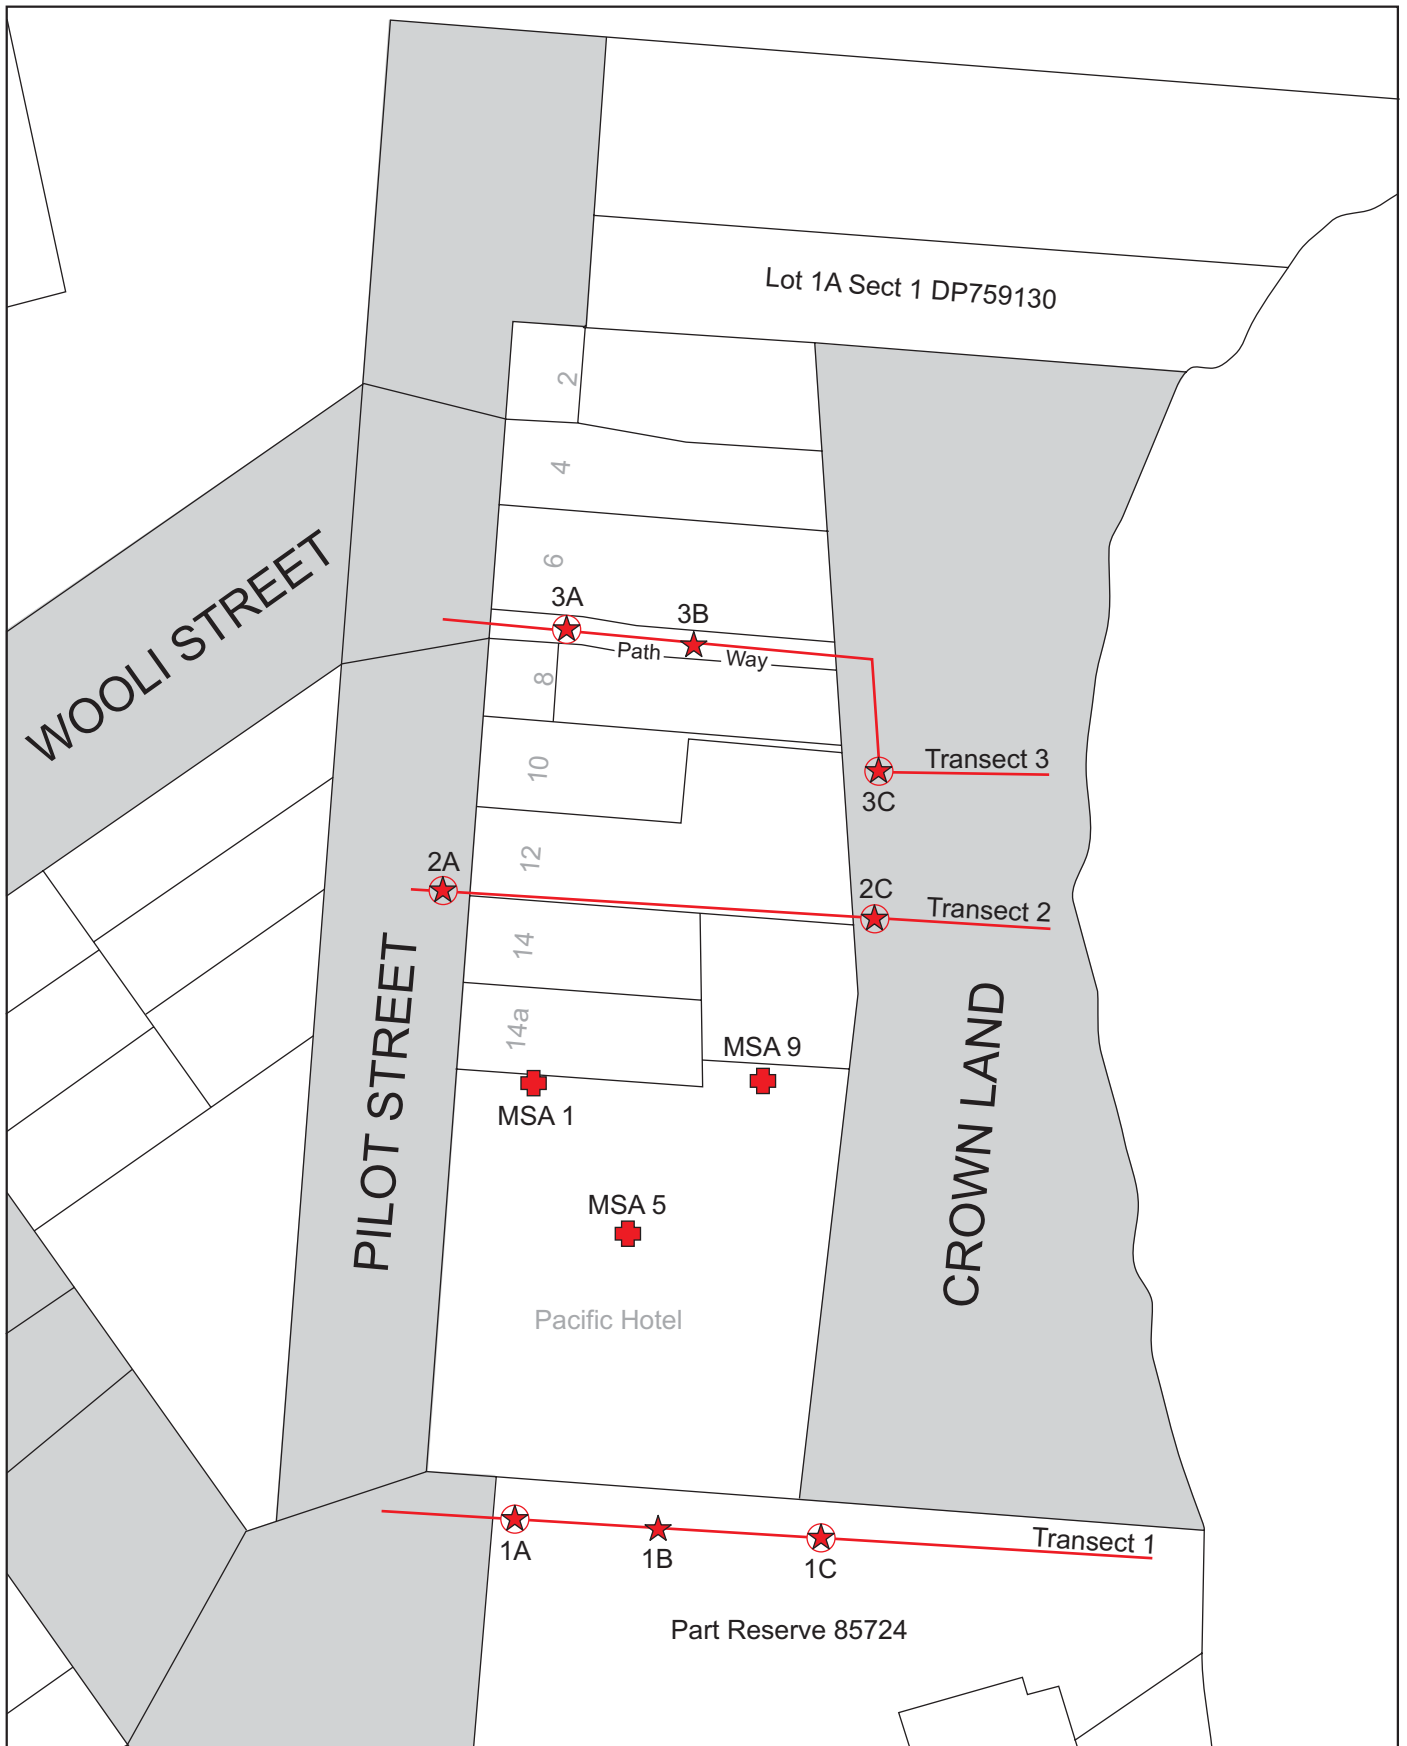 Lot 1A Sect 1 DP759130
2
4
WOOLI STREET
6
3A
3B
Path Way
8
Transect 3
10
3C
12
2A
2C
Transect 2
14
PILOT STREET
CROWN LAND
14a
MSA 9
MSA 1
MSA 5
Pacific Hotel
Transect 1
1A
1B
1C
Part Reserve 85724